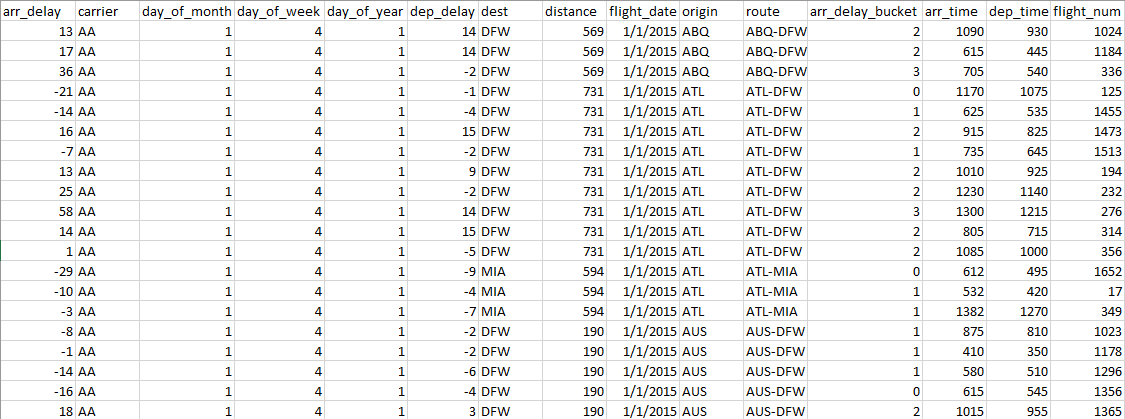 arr_delay carrier day_of_month day_of_week day_of_year dep_delay dest distance flight_date origin route arr_delay_bucket arr_time dep_time flight_num
13 AA 1 4 1 14 DFW 569 1/1/2015 ABQ ABQ-DFW 2 1090 930 1024
17 AA 1 4 1 14 DFW 569 1/1/2015 ABQ ABQ-DFW 2 615 445 1184
36 AA 1 4 1 -2 DFW 569 1/1/2015 ABQ ABQ-DFW 3 705 540 336
-21 AA 1 4 1 -1 DFW 731 1/1/2015 ATL ATL-DFW 0 1170 1075 125
-14 AA 1 4 1 -4 DFW 731 1/1/2015 ATL ATL-DFW 1 625 535 1455
16 AA 1 4 1 15 DFW 731 1/1/2015 ATL ATL-DFW 2 915 825 1473
-7 AA 1 4 1 -2 DFW 731 1/1/2015 ATL ATL-DFW 1 735 645 1513
13 AA 1 4 1 9 DFW 731 1/1/2015 ATL ATL-DFW 2 1010 925 194
25 AA 1 4 1 -2 DFW 731 1/1/2015 ATL ATL-DFW 2 1230 1140 232
58 AA 1 4 1 14 DFW 731 1/1/2015 ATL ATL-DFW 3 1300 1215 276
14 AA 1 4 1 15 DFW 731 1/1/2015 ATL ATL-DFW 2 805 715 314
1 AA 1 4 1 -5 DFW 731 1/1/2015 ATL ATL-DFW 2 1085 1000 356
-29 AA 1 4 1 -9 MIA 594 1/1/2015 ATL ATL-MIA 0 612 495 1652
-10 AA 1 4 1 -4 MIA 594 1/1/2015 ATL ATL-MIA 1 532 420 17
-3 AA 1 4 1 -7 MIA 594 1/1/2015 ATL ATL-MIA 1 1382 1270 349
-8 AA 1 4 1 -2 DFW 190 1/1/2015 AUS AUS-DFW 1 875 810 1023
-1 AA 1 4 1 -2 DFW 190 1/1/2015 AUS AUS-DFW 1 410 350 1178
-14 AA 1 4 1 -6 DFW 190 1/1/2015 AUS AUS-DFW 1 580 510 1296
-16 AA 1 4 1 -4 DFW 190 1/1/2015 AUS AUS-DFW 0 615 545 1356
18 AA 1 4 1 3 DFW 190 1/1/2015 AUS AUS-DFW 2 1015 955 1365